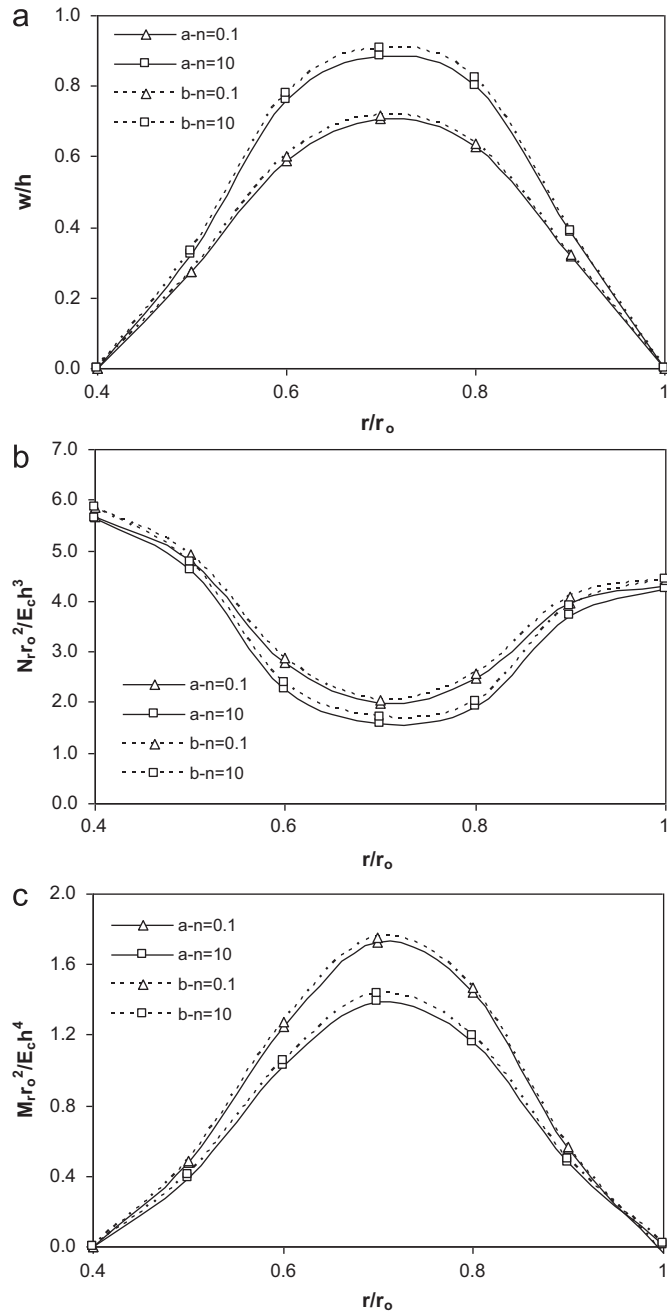 a
a-n=0.1
a-n=10
b-n=0.1
b-n=10
1.0
0.8
0.6
0.4
0.2
0.0
w/h
0.4 0.6 0.8 1
r/rₒ
b
7.0
6.0
5.0
4.0
3.0
2.0
1.0
0.0
Nᵣrₒ²/E꜀h³
a-n=0.1
a-n=10
b-n=0.1
b-n=10
0.4 0.6 0.8 1
r/rₒ
c
2.0
1.6
1.2
0.8
0.4
0.0
Mᵣrₒ²/E꜀h⁴
a-n=0.1
a-n=10
b-n=0.1
b-n=10
0.4 0.6 0.8 1
r/rₒ